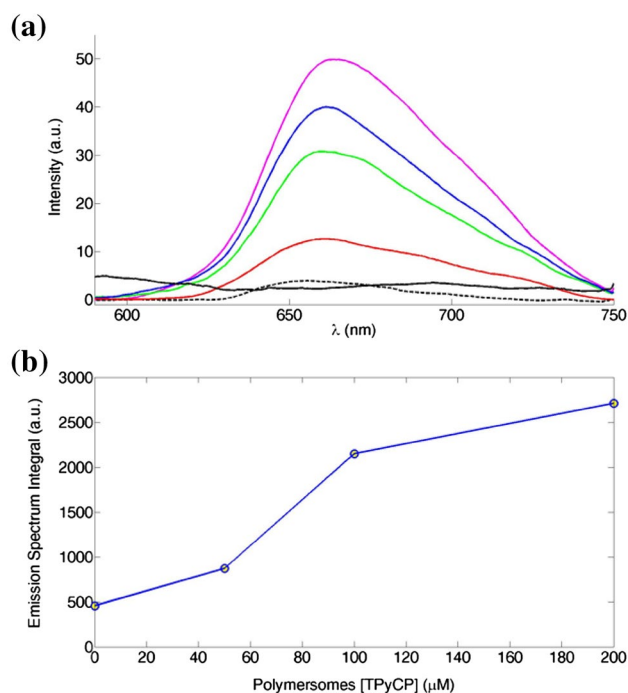 (a)
50
40
30
20
10
0
Intensity (a.u.)
600 650 700 750
λ (nm)
(b)
3000
2500
2000
1500
1000
500
0
Emission Spectrum Integral (a.u.)
0 20 40 60 80 100 120 140 160 180 200
Polymersomes [TPyCP] (μM)